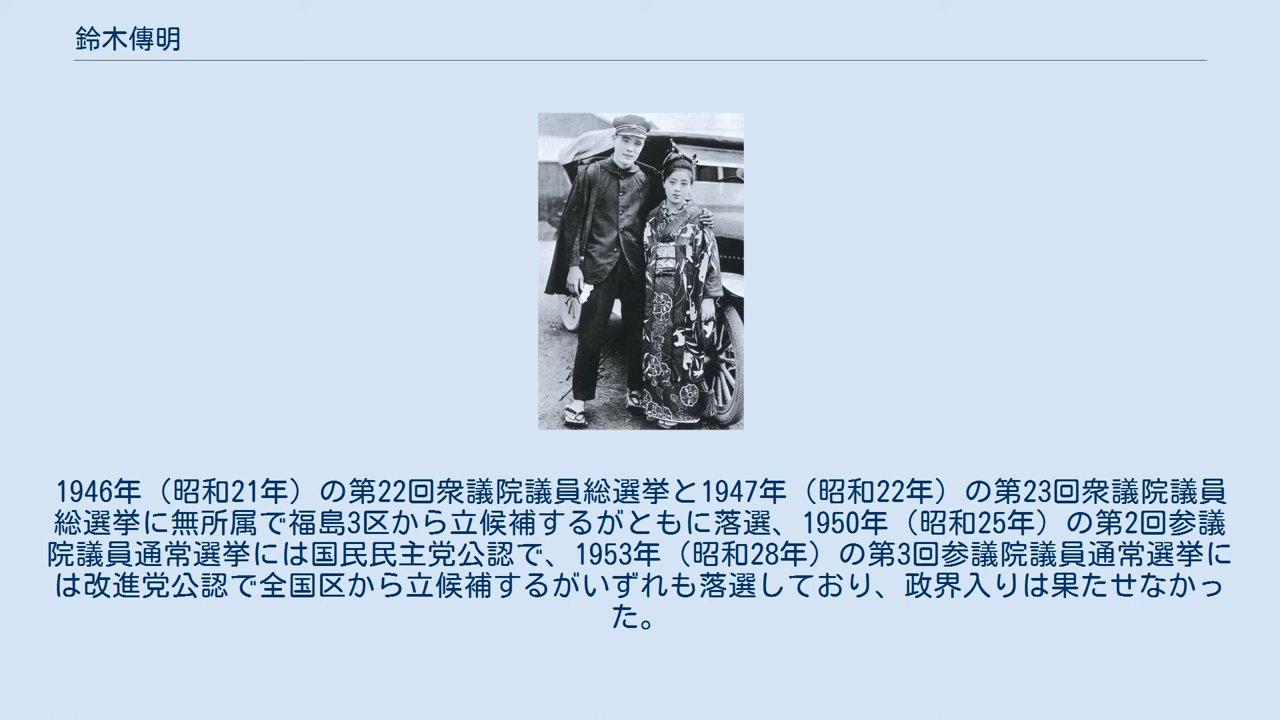 鈴木傳明
1946年（昭和21年）の第22回衆議院議員総選挙と1947年（昭和22年）の第23回衆議院議員
総選挙に無所属で福島3区から立候補するがともに落選、1950年（昭和25年）の第2回参議
院議員通常選挙には国民民主党公認で、1953年（昭和28年）の第3回参議院議員通常選挙に
は改進党公認で全国区から立候補するがいずれも落選しており、政界入りは果たせなかっ
た。